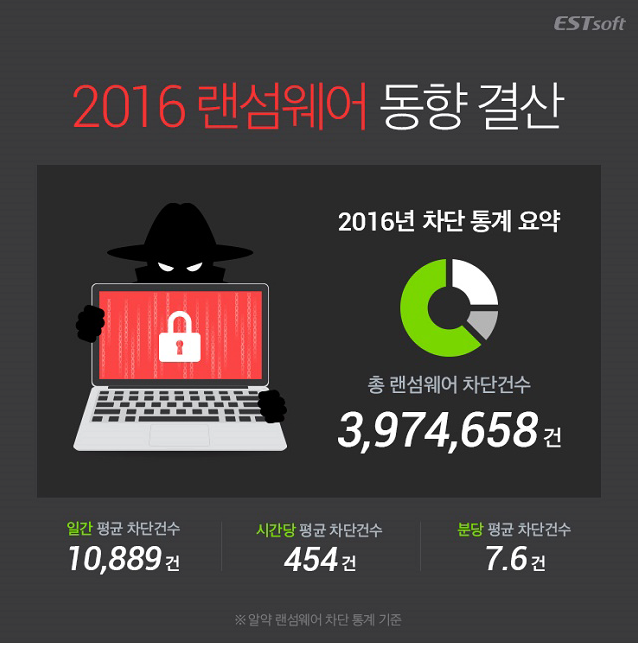 ESTsoft
2016 랜섬웨어 동향 결산
2016년 차단 통계 요약
총 랜섬웨어 차단건수
3,974,658 건
일간 평균 차단건수
10,889 건
시간당 평균 차단건수
454 건
분당 평균 차단건수
7.6 건
※ 알약 랜섬웨어 차단 통계 기준